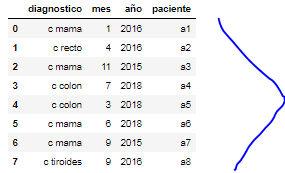 diagnostico mes año paciente
0 c mama 1 2016 a1
1 c recto 4 2016 a2
2 c mama 11 2015 a3
3 c colon 7 2018 a4
4 c colon 3 2018 a5
5 c mama 6 2018 a6
6 c mama 9 2015 a7
7 c tiroides 9 2016 a8